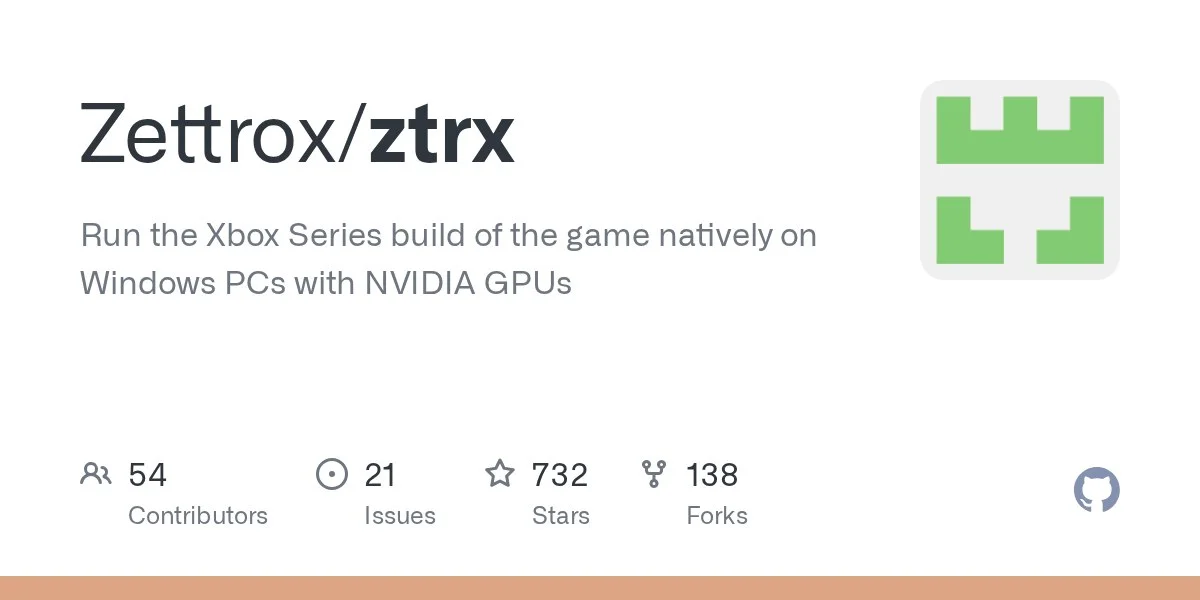 Zettrox/ztrx
Run the Xbox Series build of the game natively on
Windows PCs with NVIDIA GPUs
54
Contributors
21
Issues
732
Stars
138
Forks